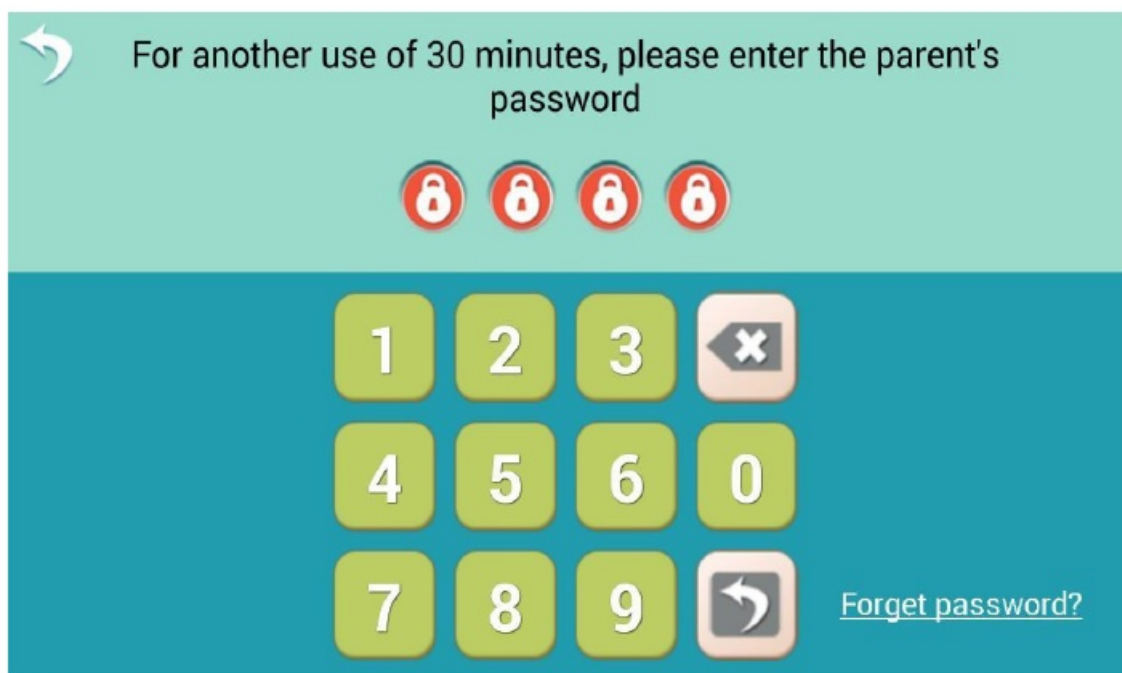 For another use of 30 minutes, please enter the parent's
password
1 2 3
4 5 6 0
7 8 9
Forget password?